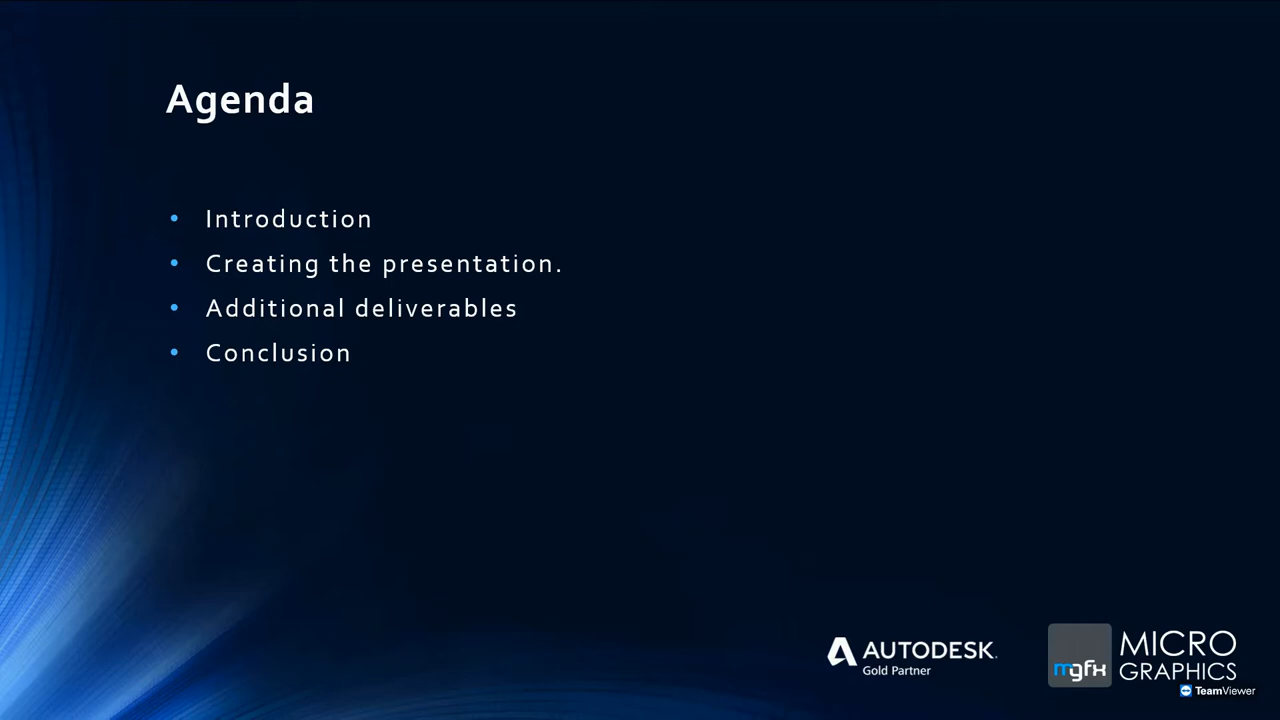 Agenda
• Introduction
• Creating the presentation.
• Additional deliverables
• Conclusion
AUTODESK.
Gold Partner
mgfx
MICRO
GRAPHICS
TeamViewer